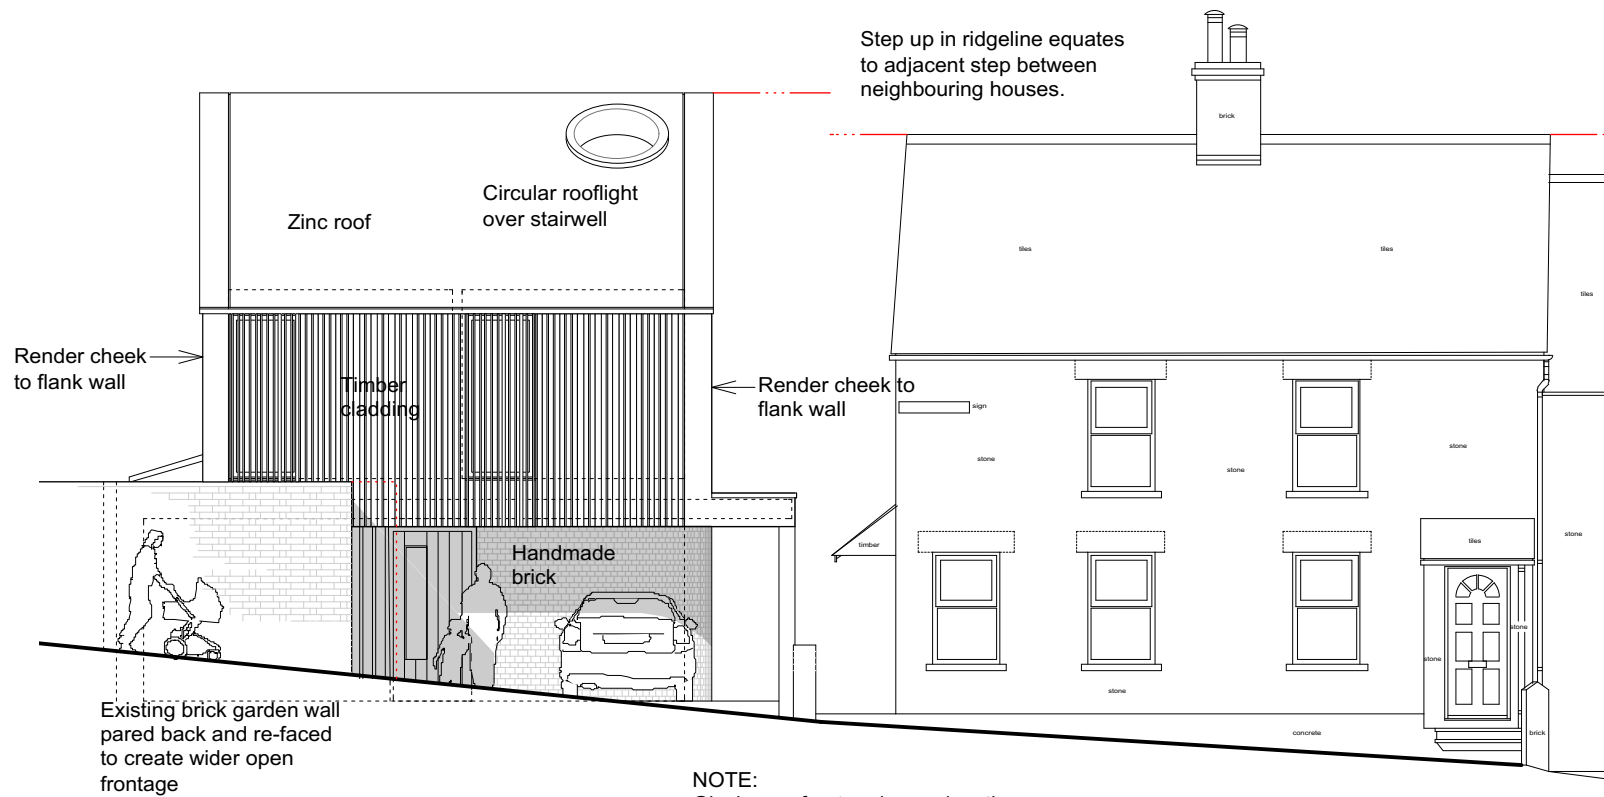 Step up in ridgeline equates
to adjacent step between
neighbouring houses.
brick
Circular rooflight
over stairwell
Zinc roof
tiles
tiles
tiles
Render cheek
to flank wall
Timber
cladding
Render cheek to
flank wall
sign
stone
stone
stone
timber
tiles
stone
Handmade
brick
stone
stone
stone
concrete
brick
Existing brick garden wall
pared back and re-faced
to create wider open
frontage
NOTE: